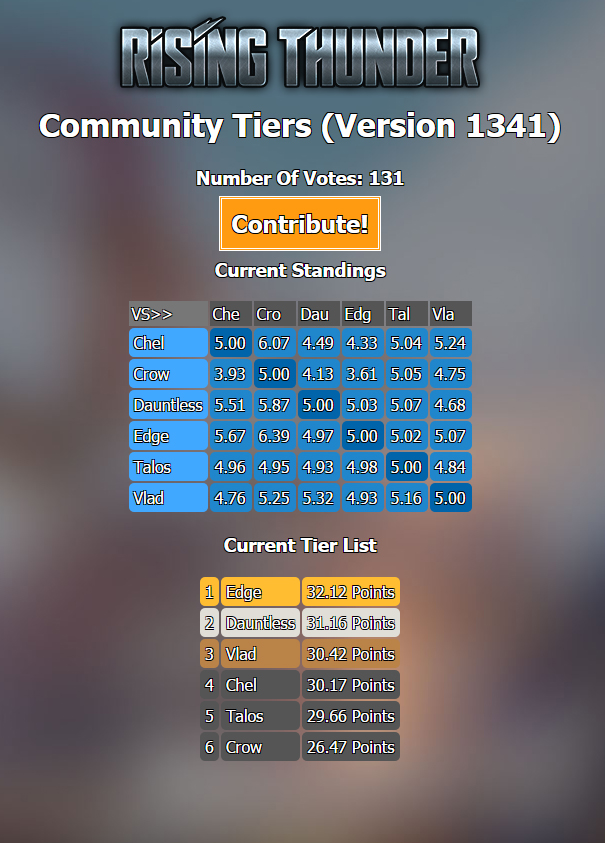 RISING THUNDER
Community Tiers (Version 1341)
Number Of Votes: 131
Contribute!
Current Standings
VS>> Che Cro Dau Edg Tal Vla
Chel 5.00 6.07 4.49 4.33 5.04 5.24
Crow 3.93 5.00 4.13 3.61 5.05 4.75
Dauntless 5.51 5.87 5.00 5.03 5.07 4.68
Edge 5.67 6.39 4.97 5.00 5.02 5.07
Talos 4.96 4.95 4.93 4.98 5.00 4.84
Vlad 4.76 5.25 5.32 4.93 5.16 5.00
Current Tier List
1 Edge 32.12 Points
2 Dauntless 31.16 Points
3 Vlad 30.42 Points
4 Chel 30.17 Points
5 Talos 29.66 Points
6 Crow 26.47 Points